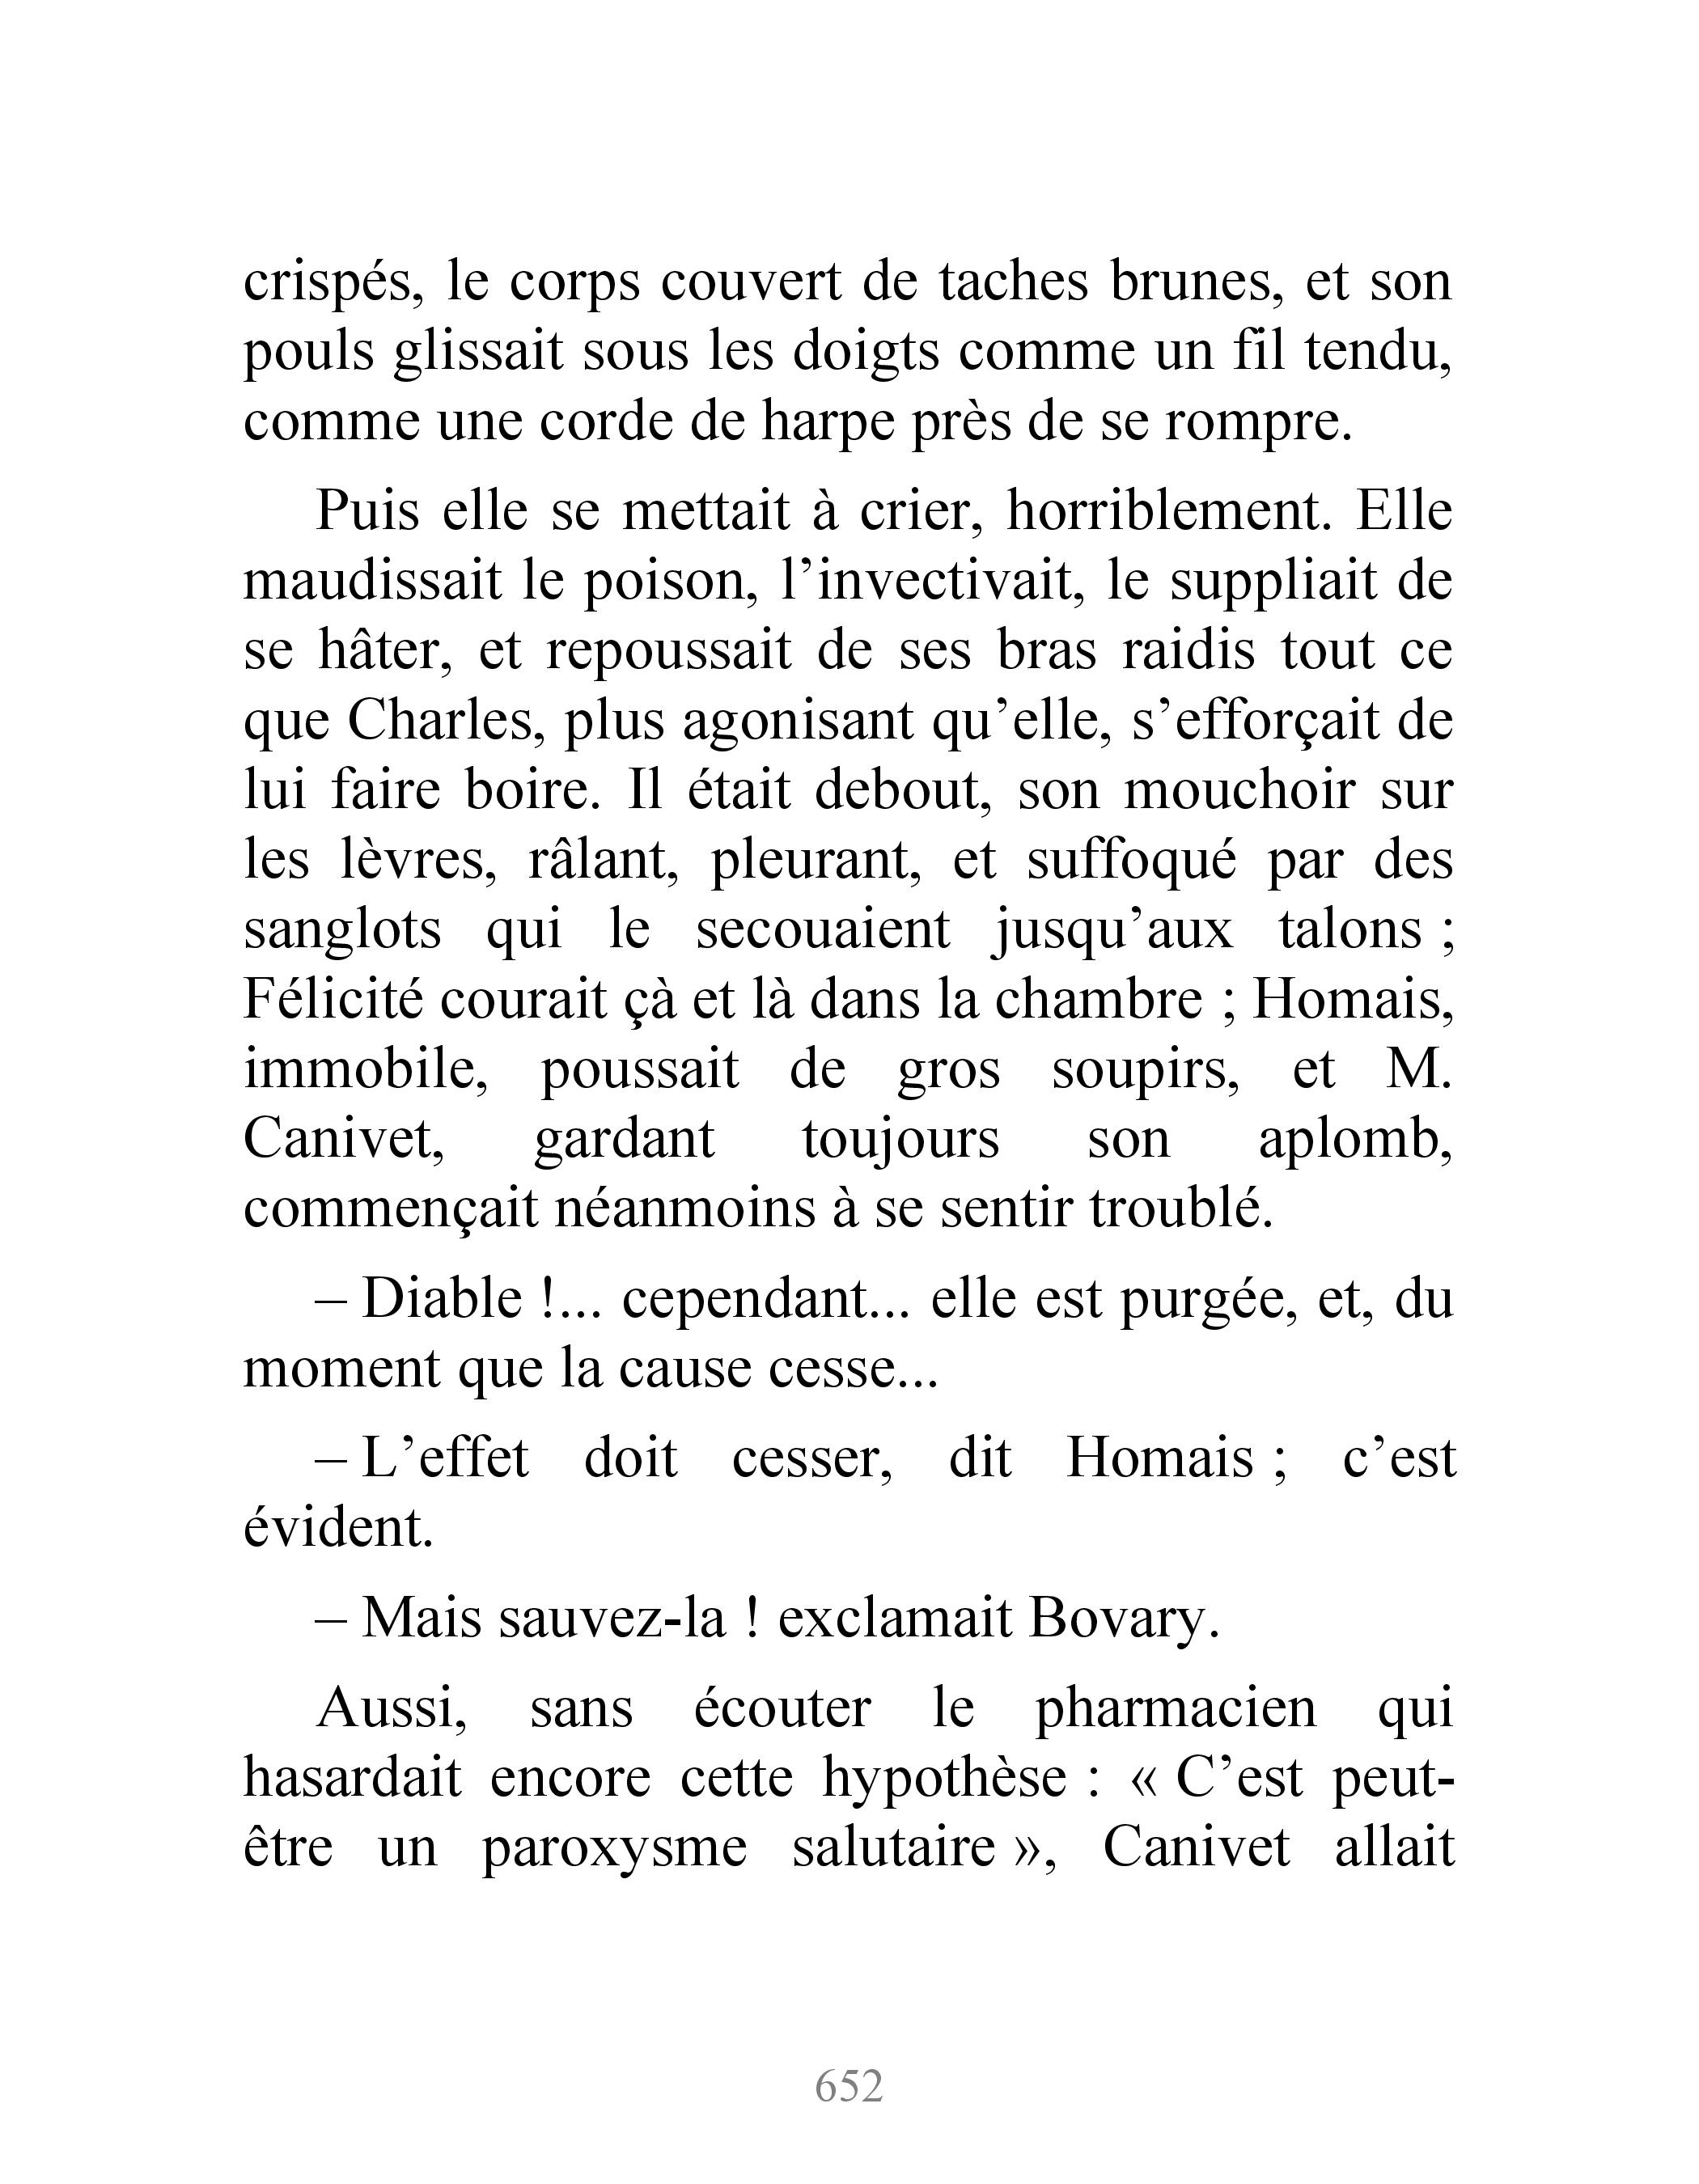 crispés, le corps couvert de taches brunes, et son
pouls glissait sous les doigts comme un fil tendu,
comme une corde de harpe près de se rompre.
Puis elle se mettait à crier, horriblement. Elle
maudissait le poison, l’invectivait, le suppliait de
se hâter, et repoussait de ses bras raidis tout ce
que Charles, plus agonisant qu’elle, s’efforçait de
lui faire boire. Il était debout, son mouchoir sur
les lèvres, râlant, pleurant, et suffoqué par des
sanglots qui le secouaient jusqu’aux talons ;
Félicité courait çà et là dans la chambre ; Homais,
immobile, poussait de gros soupirs, et M.
Canivet, gardant toujours son aplomb,
commençait néanmoins à se sentir troublé.
– Diable !... cependant... elle est purgée, et, du
moment que la cause cesse...
– L’effet doit cesser, dit Homais ; c’est
évident.
– Mais sauvez-la ! exclamait Bovary.
Aussi, sans écouter le pharmacien qui
hasardait encore cette hypothèse : « C’est peut-
être un paroxysme salutaire », Canivet allait
652